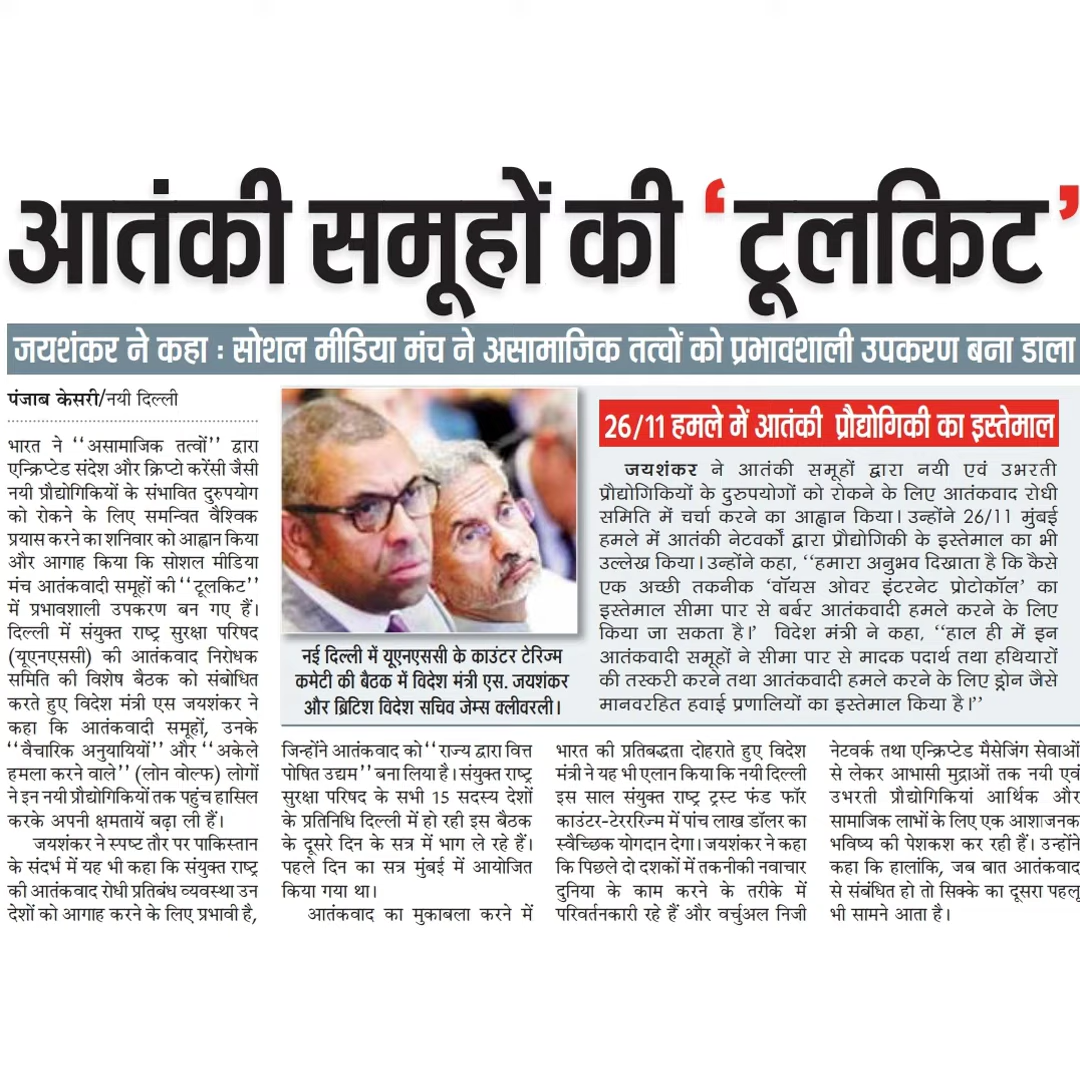 आतंकी समूहों की ‘टूलकिट’
जयशंकर ने कहा : सोशल मीडिया मंच ने असामाजिक तत्वों को प्रभावशाली उपकरण बना डाला
पंजाब केसरी/नयी दिल्ली
भारत ने ‘‘असामाजिक तत्वों’’ द्वारा
एन्क्रिप्टेड संदेश और क्रिप्टो करेंसी जैसी
नयी प्रौद्योगिकियों के संभावित दुरुपयोग
को रोकने के लिए समन्वित वैश्विक
प्रयास करने का शनिवार को आह्वान किया
और आगाह किया कि सोशल मीडिया
मंच आतंकवादी समूहों की ‘‘टूलकिट’’
में प्रभावशाली उपकरण बन गए हैं।
दिल्ली में संयुक्त राष्ट्र सुरक्षा परिषद
(यूएनएससी) की आतंकवाद निरोधक
समिति की विशेष बैठक को संबोधित
करते हुए विदेश मंत्री एस जयशंकर ने
कहा कि आतंकवादी समूहों, उनके
‘‘वैचारिक अनुयायियों’’ और ‘‘अकेले
हमला करने वाले’’ (लोन वोल्फ) लोगों
ने इन नयी प्रौद्योगिकियों तक पहुंच हासिल
करके अपनी क्षमतायें बढ़ा ली हैं।
जयशंकर ने स्पष्ट तौर पर पाकिस्तान
के संदर्भ में यह भी कहा कि संयुक्त राष्ट्र
की आतंकवाद रोधी प्रतिबंध व्यवस्था उन
देशों को आगाह करने के लिए प्रभावी है,
नई दिल्ली में यूएनएससी के काउंटर टेरिज्म
कमेटी की बैठक में विदेश मंत्री एस. जयशंकर
और ब्रिटिश विदेश सचिव जेम्स क्लीवरली।
26/11 हमले में आतंकी प्रौद्योगिकी का इस्तेमाल
जयशंकर ने आतंकी समूहों द्वारा नयी एवं उभरती
प्रौद्योगिकियों के दुरुपयोगों को रोकने के लिए आतंकवाद रोधी
समिति में चर्चा करने का आह्वान किया। उन्होंने 26/11 मुंबई
हमले में आतंकी नेटवर्कों द्वारा प्रौद्योगिकी के इस्तेमाल का भी
उल्लेख किया। उन्होंने कहा, ‘‘हमारा अनुभव दिखाता है कि कैसे
एक अच्छी तकनीक ‘वॉयस ओवर इंटरनेट प्रोटोकॉल’ का
इस्तेमाल सीमा पार से बर्बर आतंकवादी हमले करने के लिए
किया जा सकता है।’ विदेश मंत्री ने कहा, ‘‘हाल ही में इन
आतंकवादी समूहों ने सीमा पार से मादक पदार्थ तथा हथियारों
की तस्करी करने तथा आतंकवादी हमले करने के लिए ड्रोन जैसे
मानवरहित हवाई प्रणालियों का इस्तेमाल किया है।’’
जिन्होंने आतंकवाद को ‘‘राज्य द्वारा वित्त
पोषित उद्यम’’ बना लिया है। संयुक्त राष्ट्र
सुरक्षा परिषद के सभी 15 सदस्य देशों
के प्रतिनिधि दिल्ली में हो रही इस बैठक
के दूसरे दिन के सत्र में भाग ले रहे हैं।
पहले दिन का सत्र मुंबई में आयोजित
किया गया था।
आतंकवाद का मुकाबला करने में
भारत की प्रतिबद्धता दोहराते हुए विदेश
मंत्री ने यह भी एलान किया कि नयी दिल्ली
इस साल संयुक्त राष्ट्र ट्रस्ट फंड फॉर
काउंटर-टेररिज्म में पांच लाख डॉलर का
स्वैच्छिक योगदान देगा। जयशंकर ने कहा
कि पिछले दो दशकों में तकनीकी नवाचार
दुनिया के काम करने के तरीके में
परिवर्तनकारी रहे हैं और वर्चुअल निजी
नेटवर्क तथा एन्क्रिप्टेड मैसेजिंग सेवाओं
से लेकर आभासी मुद्राओं तक नयी एवं
उभरती प्रौद्योगिकियां आर्थिक और
सामाजिक लाभों के लिए एक आशाजनक
भविष्य की पेशकश कर रही हैं। उन्होंने
कहा कि हालांकि, जब बात आतंकवाद
से संबंधित हो तो सिक्के का दूसरा पहलू
भी सामने आता है।